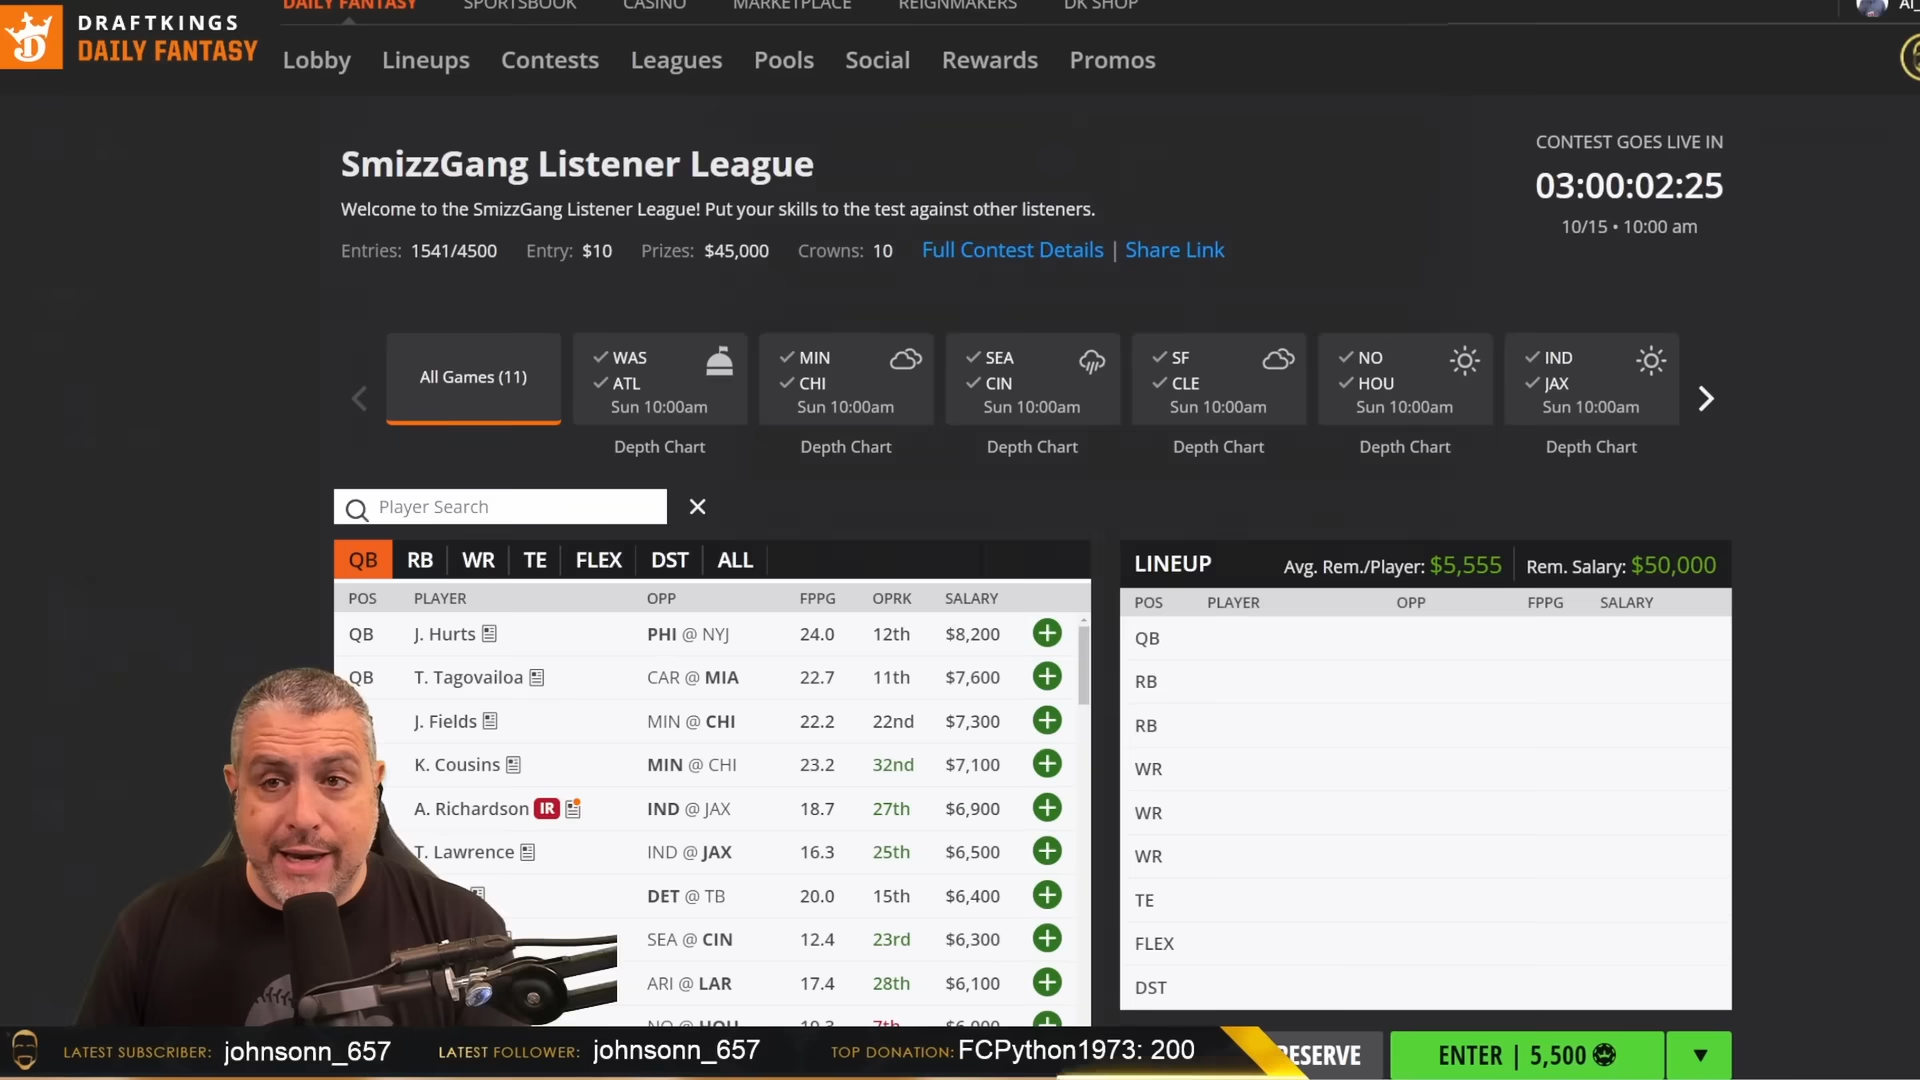 DAILY FANTASY SPORTSBOOK CASINO MARKETPLACE REIGNMAKERS DK SHOP
DRAFTKINGS
DAILY FANTASY
Lobby Lineups Contests Leagues Pools Social Rewards Promos
SmizzGang Listener League
Welcome to the SmizzGang Listener League! Put your skills to the test against other listeners.
Entries: 1541/4500 Entry: $10 Prizes: $45,000 Crowns: 10 Full Contest Details | Share Link
CONTEST GOES LIVE IN
03:00:02:25
10/15 • 10:00 am
All Games (11)
WAS
ATL
Sun 10:00am
Depth Chart
MIN
CHI
Sun 10:00am
Depth Chart
SEA
CIN
Sun 10:00am
Depth Chart
SF
CLE
Sun 10:00am
Depth Chart
NO
HOU
Sun 10:00am
Depth Chart
IND
JAX
Sun 10:00am
Depth Chart
Player Search
QB RB WR TE FLEX DST ALL
POS PLAYER OPP FPPG OPRK SALARY
QB J. Hurts PHI @ NYJ 24.0 12th $8,200
QB T. Tagovailoa CAR @ MIA 22.7 11th $7,600
J. Fields MIN @ CHI 22.2 22nd $7,300
K. Cousins MIN @ CHI 23.2 32nd $7,100
A. Richardson IR IND @ JAX 18.7 27th $6,900
T. Lawrence IND @ JAX 16.3 25th $6,500
DET @ TB 20.0 15th $6,400
SEA @ CIN 12.4 23rd $6,300
ARI @ LAR 17.4 28th $6,100
NO @ HOU 19.3 7th $6,000
LINEUP Avg. Rem./Player: $5,555 Rem. Salary: $50,000
POS PLAYER OPP FPPG SALARY
QB
RB
RB
WR
WR
WR
TE
FLEX
DST
LATEST SUBSCRIBER: johnsonn_657 LATEST FOLLOWER: johnsonn_657 TOP DONATION: FCPython1973: 200
RESERVE
ENTER | 5,500